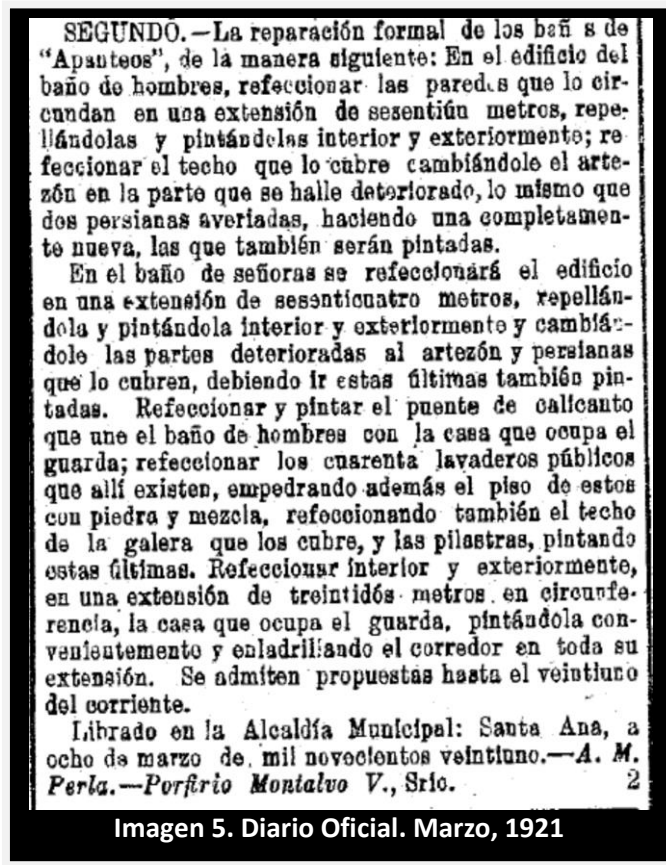 SEGUNDO.—La reparación formal de los bañ s de
“Apanteos”, de la manera siguiente: En el edificio del
baño de hombres, refeccionar las paredes que lo cir-
cundan en una extensión de sesentiún metros, repe-
llándolas y pintándolas interior y exteriormente; re
feccionar el techo que lo cubre cambiándole el arte-
zón en la parte que se halle deteriorado, lo mismo que
dos persianas averiadas, haciendo una completamen-
te nueva, las que también serán pintadas.
En el baño de señoras se refeccionará el edificio
en una extensión de sesenticuatro metros, repellán-
dola y pintándola interior y exteriormente y cambián-
dole las partes deterioradas al artezón y persianas
que lo cubren, debiendo ir estas últimas también pin-
tadas. Refeccionar y pintar el puente de calicanto
que une el baño de hombres con la casa que ocupa el
guarda; refeccionar los cuarenta lavaderos públicos
que allí existen, empedrando además el piso de estos
con piedra y mezcla, refeccionando también el techo
de la galera que los cubre, y las pilastras, pintando
estas últimas. Refeccionar interior y exteriormente,
en una extensión de treintidós metros en circunfe-
rencia, la casa que ocupa el guarda, pintándola con-
venientemente y enladrillando el corredor en toda su
extensión. Se admiten propuestas hasta el veintiuno
del corriente.
Librado en la Alcaldía Municipal: Santa Ana, a
ocho de marzo de mil novecientos veintiuno.—A. M.
Perla.—Porfirio Montalvo V., Srio. 2
Imagen 5. Diario Oficial. Marzo, 1921